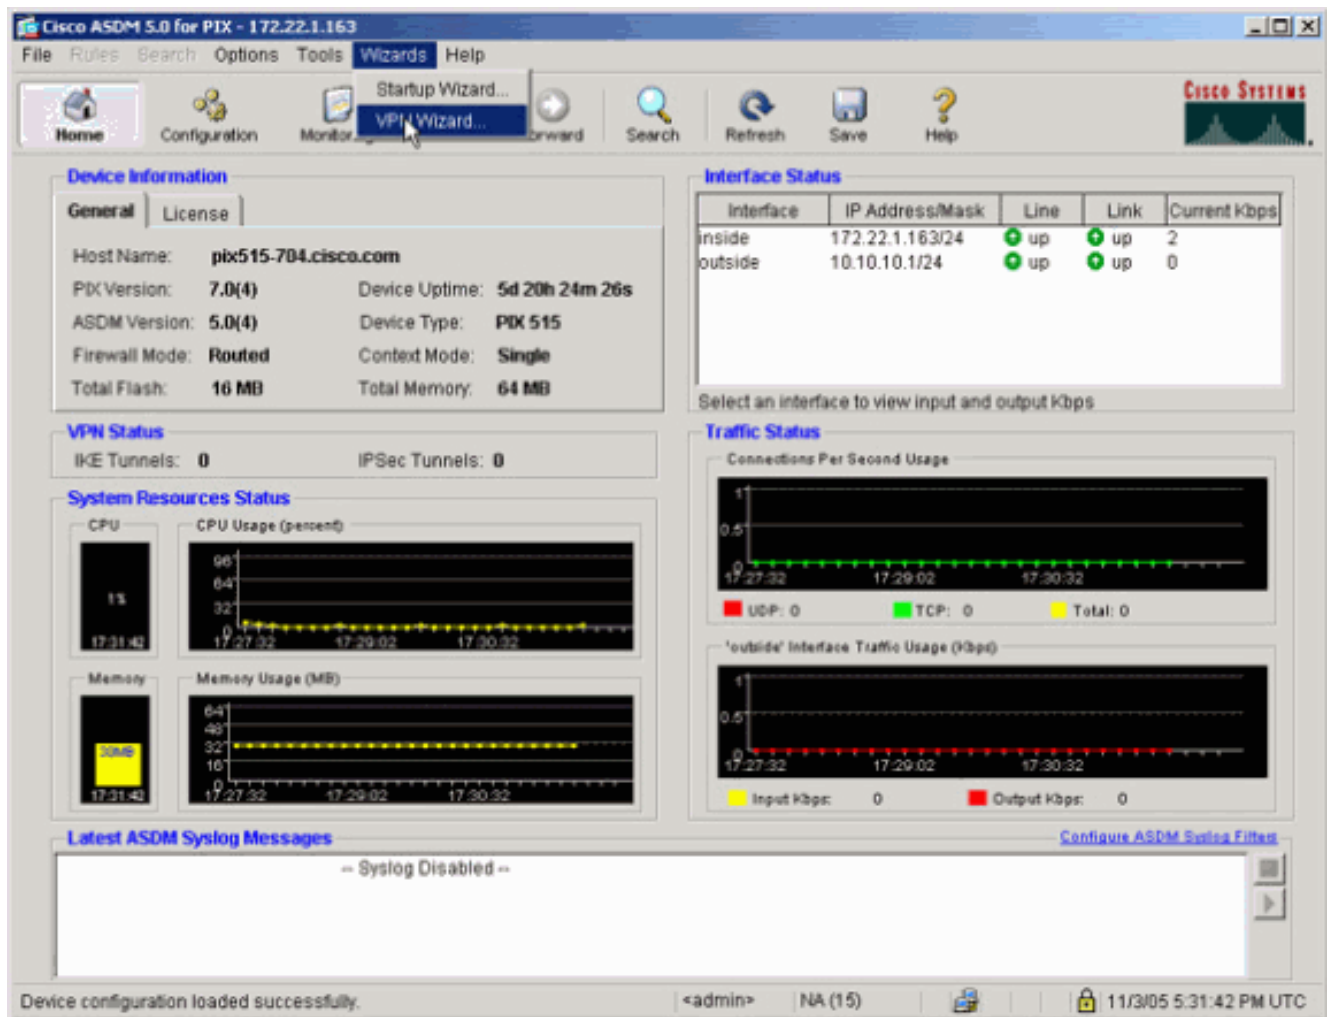 Cisco ASDM 5.0 for PIX - 172.22.1.163
File Rules Search Options Tools Wizards Help
Startup Wizard...
VPN Wizard...
Home Configuration Search Refresh Save Help
CISCO SYSTEMS
Device Information
General License
Host Name: pix515-704.cisco.com
PIX Version: 7.0(4) Device Uptime: 5d 20h 24m 26s
ASDM Version: 5.0(4) Device Type: PIX 515
Firewall Mode: Routed Context Mode: Single
Total Flash: 16 MB Total Memory: 64 MB
Interface Status
Interface IP Address/Mask Line Link Current Kbps
inside 172.22.1.163/24 up up 2
outside 10.10.10.1/24 up up 0
Select an interface to view input and output Kbps
VPN Status
IKE Tunnels: 0 IPSec Tunnels: 0
System Resources Status
CPU
1%
17:31:42
CPU Usage (percent)
96
64
32
0
17:27:32 17:29:02 17:30:32
Memory
17:31:42
Memory Usage (MB)
64
48
32
16
0
17:27:32 17:29:02 17:30:32
Traffic Status
Connections Per Second Usage
1
0.5
0
17:27:32 17:29:02 17:30:32
UDP: 0 TCP: 0 Total: 0
'outside' Interface Traffic Usage (Kbps)
1
0.5
0
17:27:32 17:29:02 17:30:32
Input Kbps: 0 Output Kbps: 0
Latest ASDM Syslog Messages
Configure ASDM Syslog Filters
-- Syslog Disabled --
Device configuration loaded successfully. <admin> NA (15) 11/3/05 5:31:42 PM UTC